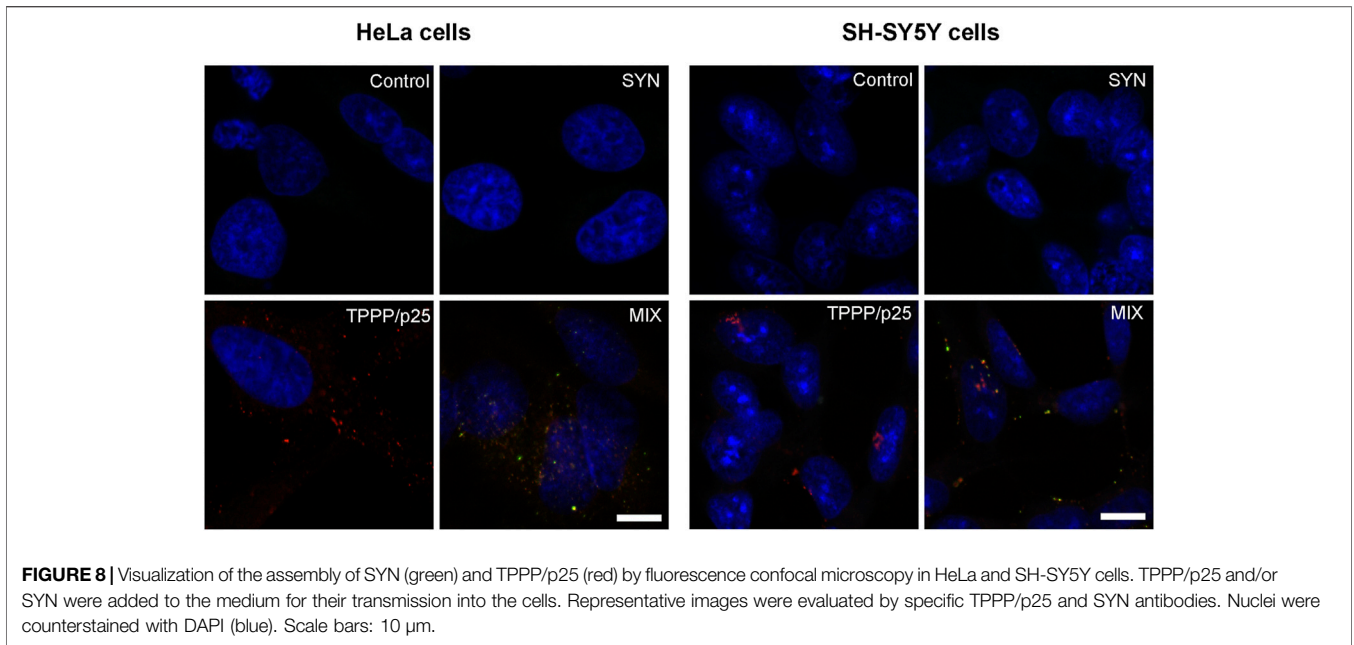 HeLa cells
SH-SY5Y cells
Control
SYN
Control
SYN
TPPP/p25
MIX
TPPP/p25
MIX
FIGURE 8 | Visualization of the assembly of SYN (green) and TPPP/p25 (red) by fluorescence confocal microscopy in HeLa and SH-SY5Y cells. TPPP/p25 and/or
SYN were added to the medium for their transmission into the cells. Representative images were evaluated by specific TPPP/p25 and SYN antibodies. Nuclei were
counterstained with DAPI (blue). Scale bars: 10 µm.